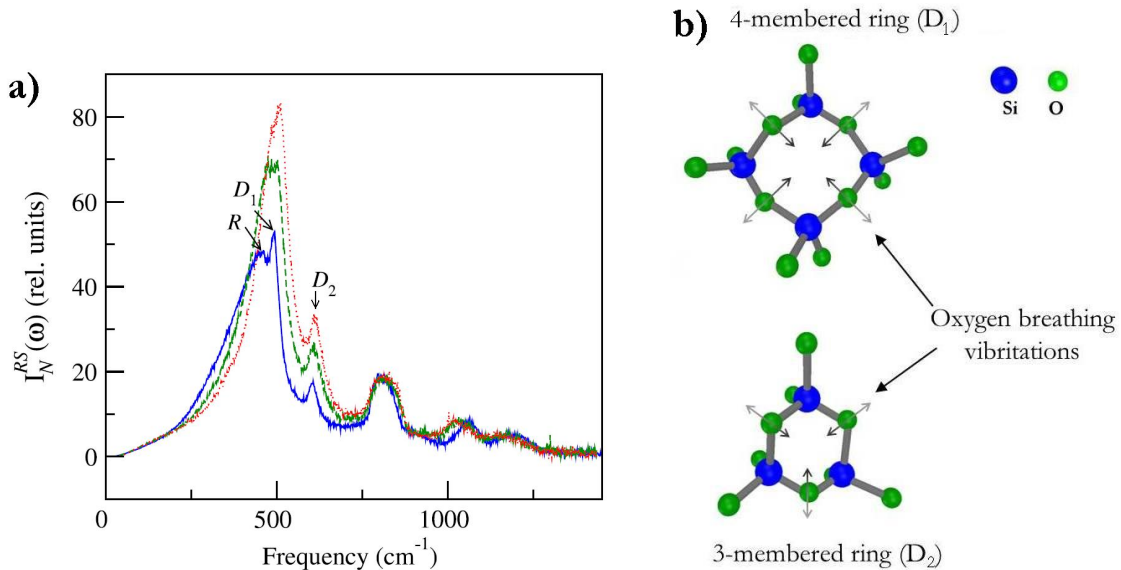 a)
I_N^{RS}(ω) (rel. units)
80
60
40
20
0
R
D₁
D₂
0
500
1000
Frequency (cm⁻¹)
b)
4-membered ring (D₁)
Si
O
Oxygen breathing
vibritations
3-membered ring (D₂)